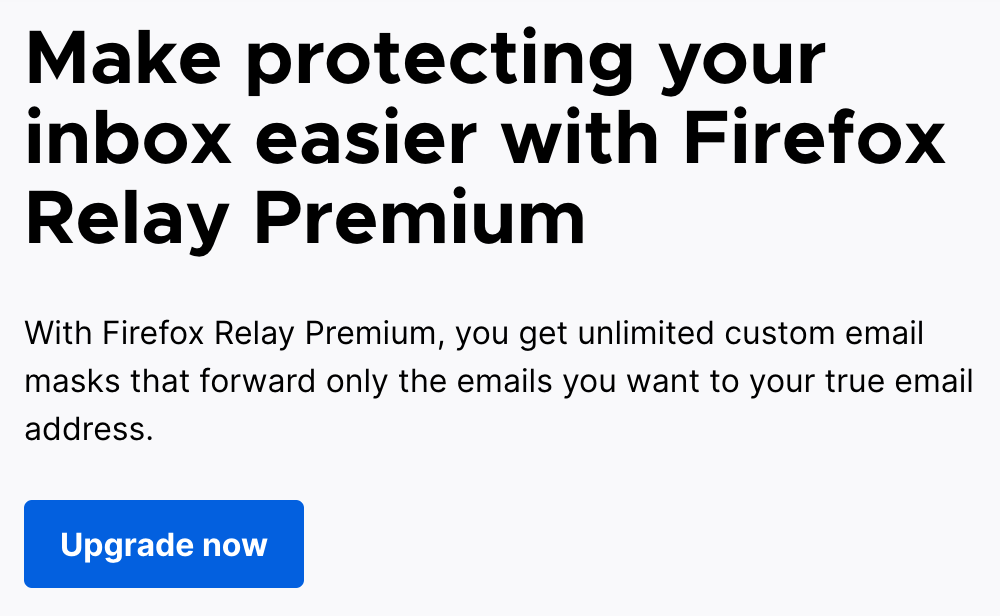 Make protecting your
inbox easier with Firefox
Relay Premium
With Firefox Relay Premium, you get unlimited custom email
masks that forward only the emails you want to your true email
address.
Upgrade now